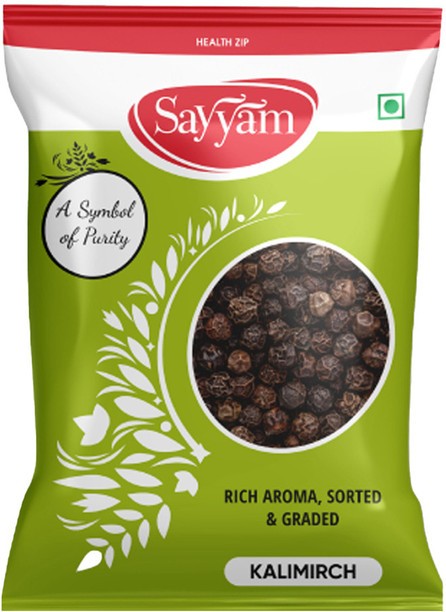 HEALTH ZIP
Sayyam
A Symbol
of Purity
RICH AROMA, SORTED
& GRADED
KALIMIRCH